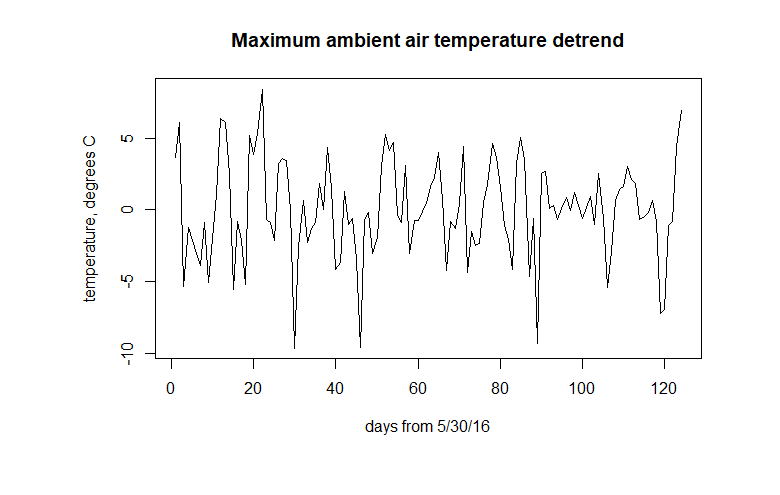 Maximum ambient air temperature detrend
temperature, degrees C
5
0
-5
-10
0 20 40 60 80 100 120
days from 5/30/16